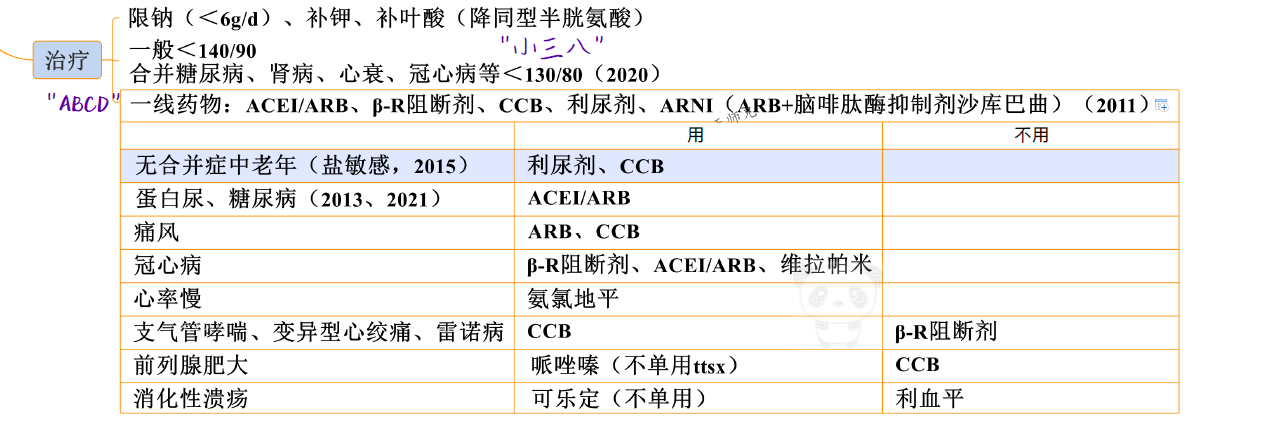 限钠（＜6g/d）、补钾、补叶酸（降同型半胱氨酸）
一般＜140/90
"小三八"
治疗
合并糖尿病、肾病、心衰、冠心病等＜130/80（2020）
"ABCD"
一线药物：ACEI/ARB、β-R阻断剂、CCB、利尿剂、ARNI（ARB+脑啡肽酶抑制剂沙库巴曲）（2011）
用 不用
无合并症中老年（盐敏感，2015） 利尿剂、CCB
蛋白尿、糖尿病（2013、2021） ACEI/ARB
痛风 ARB、CCB
冠心病 β-R阻断剂、ACEI/ARB、维拉帕米
心率慢 氨氯地平
支气管哮喘、变异型心绞痛、雷诺病 CCB β-R阻断剂
前列腺肥大 哌唑嗪（不单用ttsx） CCB
消化性溃疡 可乐定（不单用） 利血平